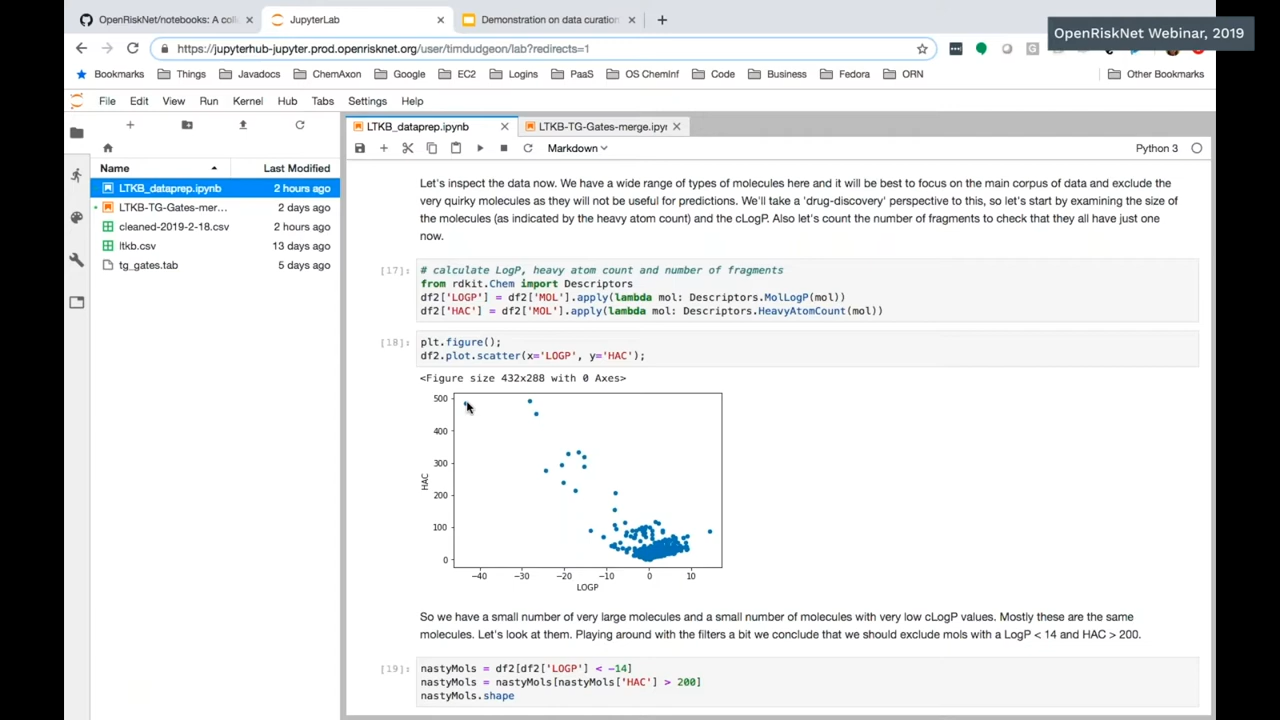 OpenRiskNet/notebooks: A coll
JupyterLab
Demonstration on data curation
https://jupyterhub-jupyter.prod.openrisknet.org/user/timdudgeon/lab?redirects=1
OpenRiskNet Webinar, 2019
Bookmarks Things Javadocs ChemAxon Google EC2 Logins PaaS OS ChemInf Code Business Fedora ORN Other Bookmarks
File Edit View Run Kernel Hub Tabs Settings Help
LTKB_dataprep.ipynb
LTKB-TG-Gates-merge.ipyr
Markdown
Python 3
Name Last Modified
LTKB_dataprep.ipynb 2 hours ago
LTKB-TG-Gates-mer... 2 days ago
cleaned-2019-2-18.csv 2 hours ago
ltkb.csv 13 days ago
tg_gates.tab 5 days ago
Let's inspect the data now. We have a wide range of types of molecules here and it will be best to focus on the main corpus of data and exclude the
very quirky molecules as they will not be useful for predictions. We'll take a 'drug-discovery' perspective to this, so let's start by examining the size of
the molecules (as indicated by the heavy atom count) and the cLogP. Also let's count the number of fragments to check that they all have just one
now.
[17]: # calculate LogP, heavy atom count and number of fragments
from rdkit.Chem import Descriptors
df2['LOGP'] = df2['MOL'].apply(lambda mol: Descriptors.MolLogP(mol))
df2['HAC'] = df2['MOL'].apply(lambda mol: Descriptors.HeavyAtomCount(mol))
[18]: plt.figure();
df2.plot.scatter(x='LOGP', y='HAC');
<Figure size 432x288 with 0 Axes>
500
400
300
200
100
0
HAC
−40 −30 −20 −10 0 10
LOGP
So we have a small number of very large molecules and a small number of molecules with very low cLogP values. Mostly these are the same
molecules. Let's look at them. Playing around with the filters a bit we conclude that we should exclude mols with a LogP < 14 and HAC > 200.
[19]: nastyMols = df2[df2['LOGP'] < -14]
nastyMols = nastyMols[nastyMols['HAC'] > 200]
nastyMols.shape